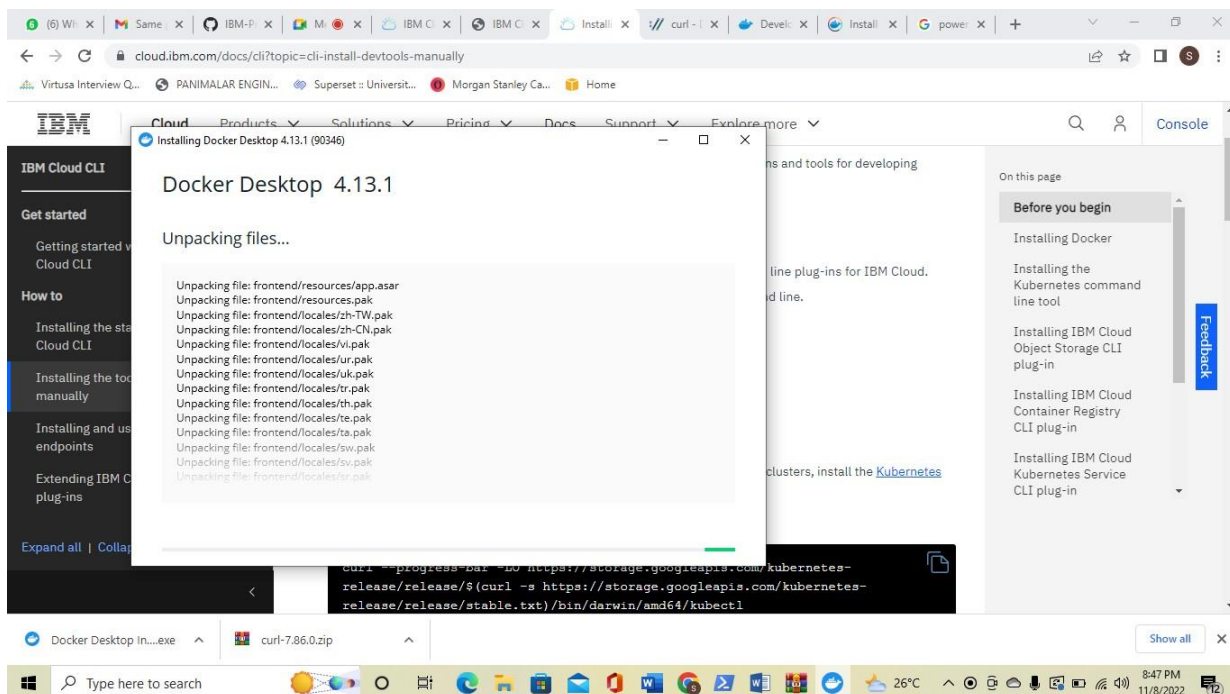 (6) Wh
Same
IBM-P
M
IBM C
IBM C
Install
curl - 
Develo
Install
power
cloud.ibm.com/docs/cli?topic=cli-install-devtools-manually
S
Virtusa Interview Q...
PANIMALAR ENGIN...
Superset :: Universit...
Morgan Stanley Ca...
Home
IBM
Cloud Products Solutions Pricing Docs Support Explore more
Console
Installing Docker Desktop 4.13.1 (90346)
Docker Desktop 4.13.1
Unpacking files...
Unpacking file: frontend/resources/app.asar
Unpacking file: frontend/resources.pak
Unpacking file: frontend/locales/zh-TW.pak
Unpacking file: frontend/locales/zh-CN.pak
Unpacking file: frontend/locales/vi.pak
Unpacking file: frontend/locales/ur.pak
Unpacking file: frontend/locales/uk.pak
Unpacking file: frontend/locales/tr.pak
Unpacking file: frontend/locales/th.pak
Unpacking file: frontend/locales/te.pak
Unpacking file: frontend/locales/ta.pak
Unpacking file: frontend/locales/sw.pak
Unpacking file: frontend/locales/sv.pak
Unpacking file: frontend/locales/sr.pak
IBM Cloud CLI
Get started
Getting started w
Cloud CLI
How to
Installing the sta
Cloud CLI
Installing the too
manually
Installing and us
endpoints
Extending IBM C
plug-ins
Expand all | Collap
ns and tools for developing
line plug-ins for IBM Cloud.
d line.
clusters, install the Kubernetes
curl --progress-bar -LO https://storage.googleapis.com/kubernetes-
release/release/$(curl -s https://storage.googleapis.com/kubernetes-
release/release/stable.txt)/bin/darwin/amd64/kubectl
On this page
Before you begin
Installing Docker
Installing the
Kubernetes command
line tool
Installing IBM Cloud
Object Storage CLI
plug-in
Installing IBM Cloud
Container Registry
CLI plug-in
Installing IBM Cloud
Kubernetes Service
CLI plug-in
Feedback
Docker Desktop In....exe
curl-7.86.0.zip
Show all
Type here to search
26°C
8:47 PM
11/8/2022